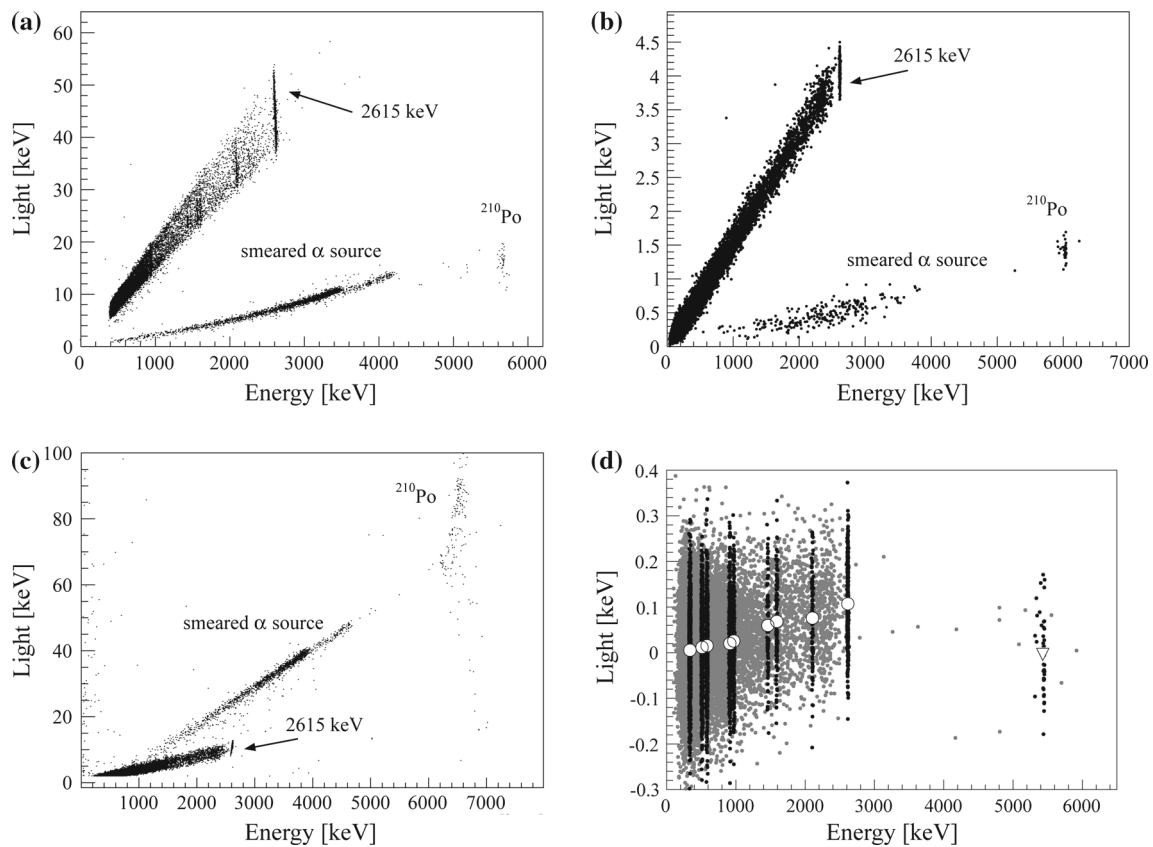 (a)
Light [keV]
60
50
40
30
20
10
0
2615 keV
210Po
smeared α source
0 1000 2000 3000 4000 5000 6000
Energy [keV]
(b)
Light [keV]
4.5
4
3.5
3
2.5
2
1.5
1
0.5
0
2615 keV
210Po
smeared α source
0 1000 2000 3000 4000 5000 6000 7000
Energy [keV]
(c)
Light [keV]
100
80
60
40
20
0
210Po
smeared α source
2615 keV
1000 2000 3000 4000 5000 6000 7000
Energy [keV]
(d)
Light [keV]
0.4
0.3
0.2
0.1
0
-0.1
-0.2
-0.3
0 1000 2000 3000 4000 5000 6000
Energy [keV]